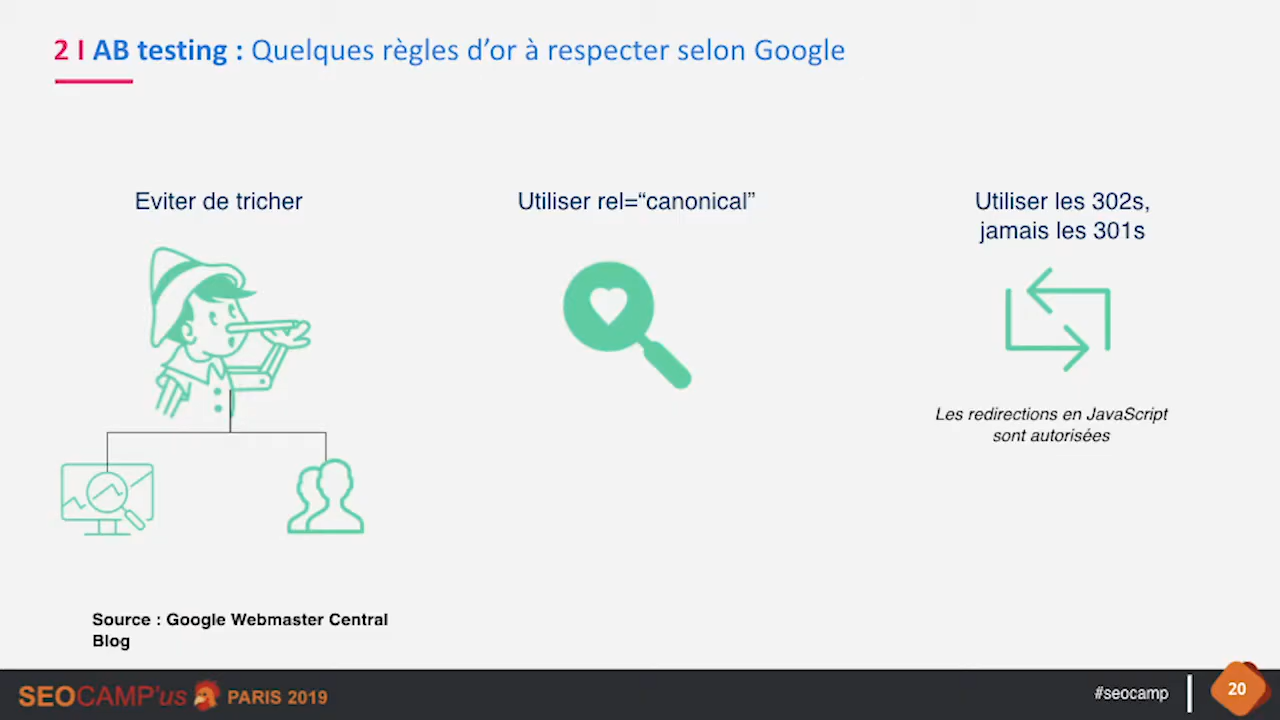 2 I AB testing : Quelques règles d’or à respecter selon Google
Eviter de tricher
Utiliser rel=“canonical”
Utiliser les 302s,
jamais les 301s
Les redirections en JavaScript
sont autorisées
Source : Google Webmaster Central
Blog
SEOCAMP'us PARIS 2019
#seocamp
20